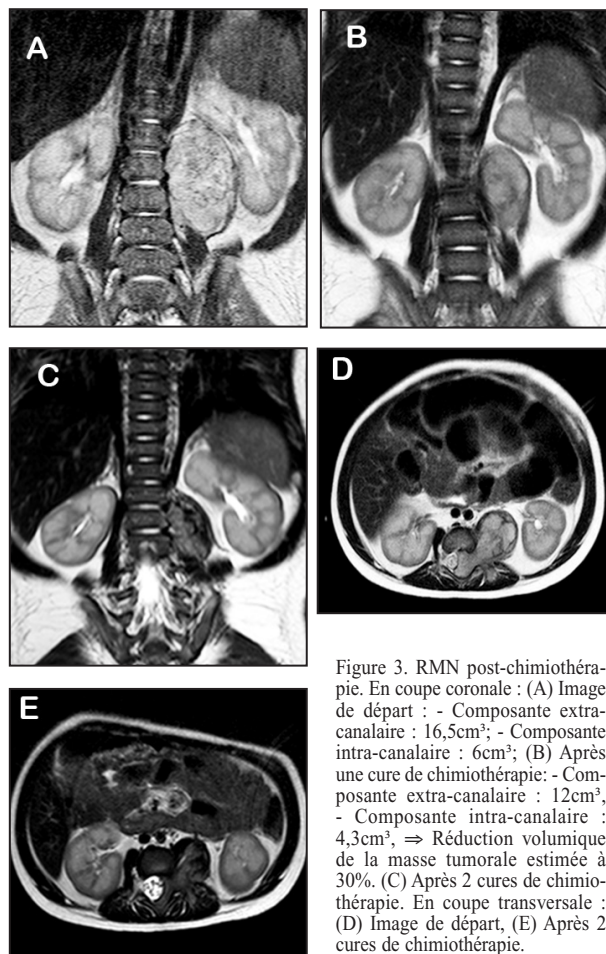 A
B
C
D
E
Figure 3. RMN post-chimiothéra-
pie. En coupe coronale : (A) Image
de départ : - Composante extra-
canalaire : 16,5cm³; - Composante
intra-canalaire : 6cm³; (B) Après
une cure de chimiothérapie: - Com-
posante extra-canalaire : 12cm³,
- Composante intra-canalaire :
4,3cm³, ⇒ Réduction volumique
de la masse tumorale estimée à
30%. (C) Après 2 cures de chimio-
thérapie. En coupe transversale :
(D) Image de départ, (E) Après 2
cures de chimiothérapie.